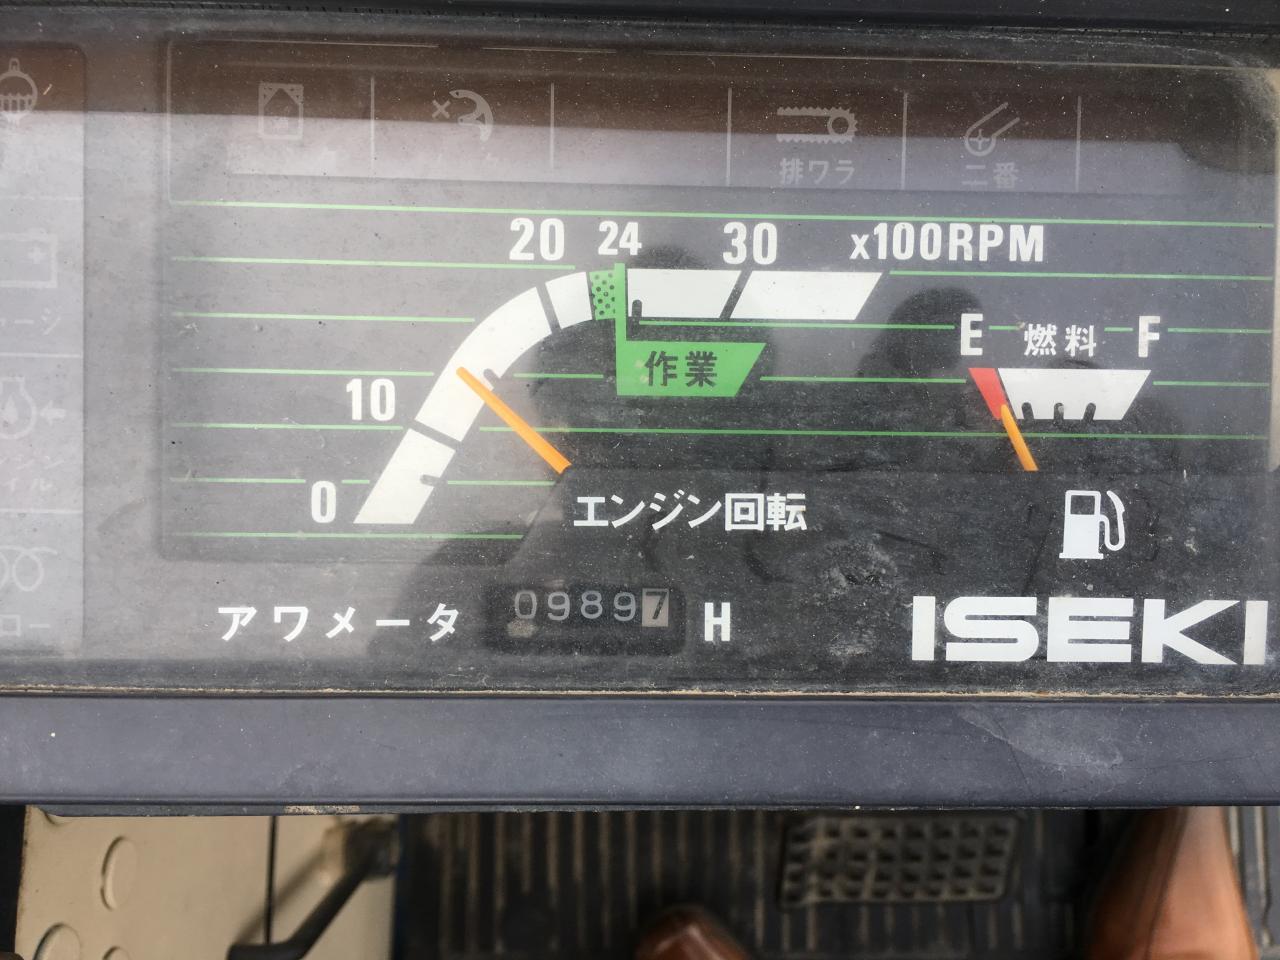 排ワラ 二番
20 24 30 x100RPM
E 燃料 F
作業
10
0
エンジン回転
アワメータ 09897 H
ISEKI